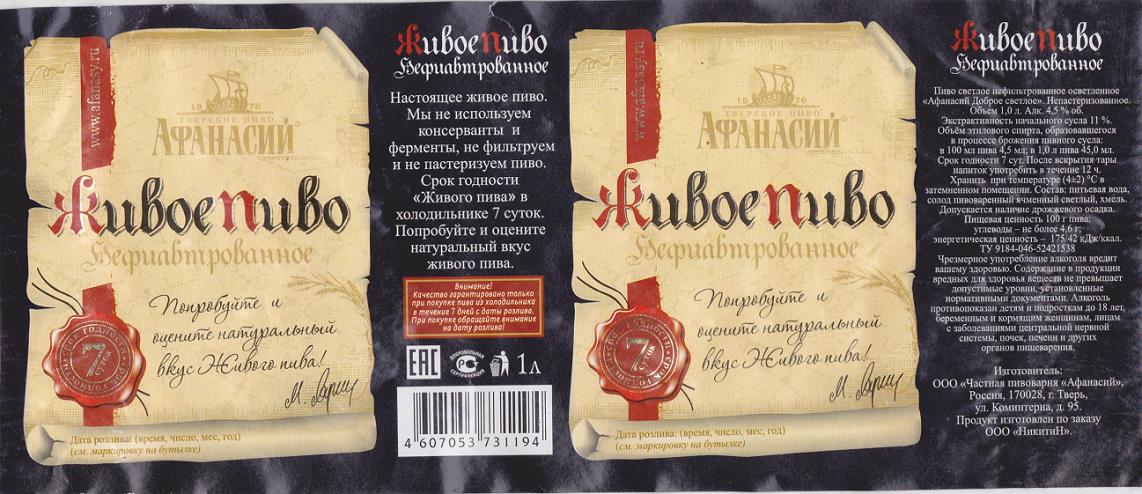 www.afanasy.ru
1876
ТВЕРСКОЕ ПИВО
АФАНАСИЙ
Живое пиво
Нефильтрованное
Попробуйте и
оцените натуральный
вкус Живого пива!
СРОК ГОДНОСТИ
7
СУТОК
Дата розлива: (время, число, мес, год)
(см. маркировку на бутылке)
Живое пиво
Нефильтрованное
Настоящее живое пиво.
Мы не используем
консерванты и
ферменты, не фильтруем
и не пастеризуем пиво.
Срок годности
«Живого пива» в
холодильнике 7 суток.
Попробуйте и оцените
натуральный вкус
живого пива.
Внимание!
Качество гарантировано только
при покупке пива из холодильника
в течение 7 дней с даты розлива.
При покупке обращайте внимание
на дату розлива!
EAC
ДОБРОВОЛЬНАЯ
СЕРТИФИКАЦИЯ
1л
4 607053 731194
www.afanasy.ru
1876
ТВЕРСКОЕ ПИВО
АФАНАСИЙ
Живое пиво
Нефильтрованное
Попробуйте и
оцените натуральный
вкус Живого пива!
СРОК ГОДНОСТИ
7
СУТОК
Дата розлива: (время, число, мес, год)
(см. маркировку на бутылке)
Живое пиво
Нефильтрованное
Пиво светлое нефильтрованное осветленное
«Афанасий Доброе светлое». Непастеризованное.
Объем 1,0 л. Алк. 4,5 % об.
Экстрактивность начального сусла 11 %.
Объём этилового спирта, образовавшегося
в процессе брожения пивного сусла:
в 100 мл пива 4,5 мл; в 1,0 л пива 45,0 мл.
Срок годности 7 сут. После вскрытия тары
напиток употребить в течение 12 ч.
Хранить при температуре (4±2) °С в
затемненном помещении. Состав: питьевая вода,
солод пивоваренный ячменный светлый, хмель.
Допускается наличие дрожжевого осадка.
Пищевая ценность 100 г пива:
углеводы – не более 4,6 г;
энергетическая ценность – 175/42 кДж/ккал.
ТУ 9184-046-52421538
Чрезмерное употребление алкоголя вредит
вашему здоровью. Содержание в продукции
вредных для здоровья веществ не превышает
допустимые уровни, установленные
нормативными документами. Алкоголь
противопоказан детям и подросткам до 18 лет,
беременным и кормящим женщинам, лицам
с заболеваниями центральной нервной
системы, почек, печени и других
органов пищеварения.
Изготовитель:
ООО «Частная пивоварня «Афанасий»,
Россия, 170028, г. Тверь,
ул. Коминтерна, д. 95.
Продукт изготовлен по заказу
ООО «НикитиН».